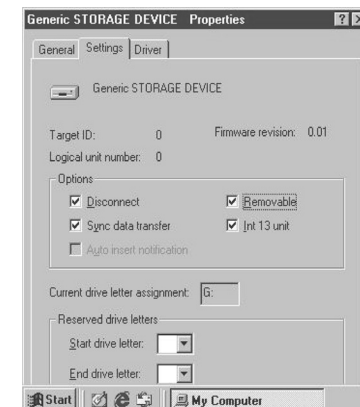 Generic STORAGE DEVICE Properties
General Settings Driver
Generic STORAGE DEVICE
Target ID: 0 Firmware revision: 0.01
Logical unit number: 0
Options
Disconnect Removable
Sync data transfer Int 13 unit
Auto insert notification
Current drive letter assignment: G:
Reserved drive letters
Start drive letter:
End drive letter:
Start My Computer